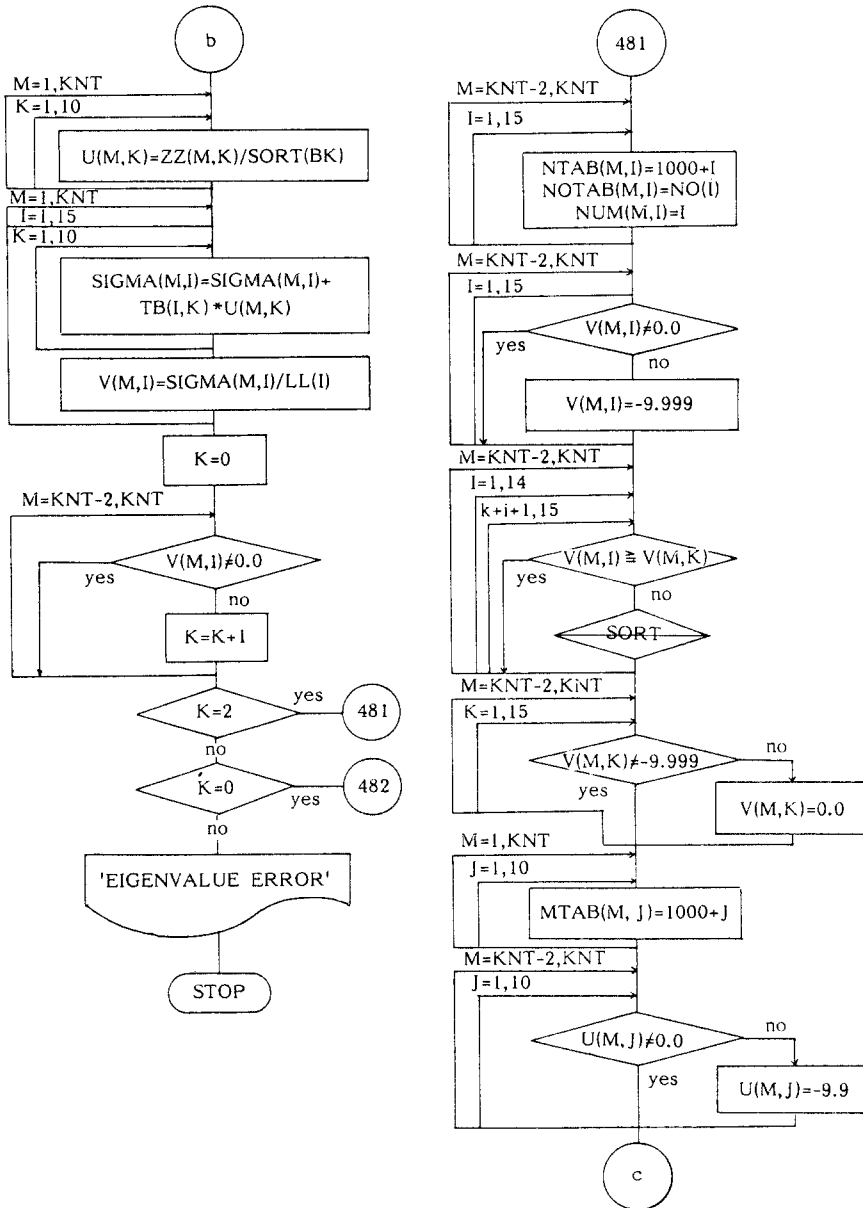 b
M=1,KNT
K=1,10
U(M,K)=ZZ(M,K)/SORT(BK)
M=1,KNT
I=1,15
K=1,10
SIGMA(M,I)=SIGMA(M,I)+
TB(I,K)*U(M,K)
V(M,I)=SIGMA(M,I)/LL(I)
K=0
M=KNT-2,KNT
V(M,I)≠0.0
yes
no
K=K+1
K=2
yes
481
no
K=0
yes
482
no
'EIGENVALUE ERROR'
STOP
481
M=KNT-2,KNT
I=1,15
NTAB(M,I)=1000+I
NOTAB(M,I)=NO(I)
NUM(M,I)=I
M=KNT-2,KNT
I=1,15
V(M,I)≠0.0
yes
no
V(M,I)=-9.999
M=KNT-2,KNT
I=1,14
k+i+1,15
V(M,I)≧V(M,K)
yes
no
SORT
M=KNT-2,KNT
K=1,15
V(M,K)≠-9.999
no
yes
V(M,K)=0.0
M=1,KNT
J=1,10
MTAB(M,J)=1000+J
M=KNT-2,KNT
J=1,10
U(M,J)≠0.0
no
yes
U(M,J)=-9.9
c